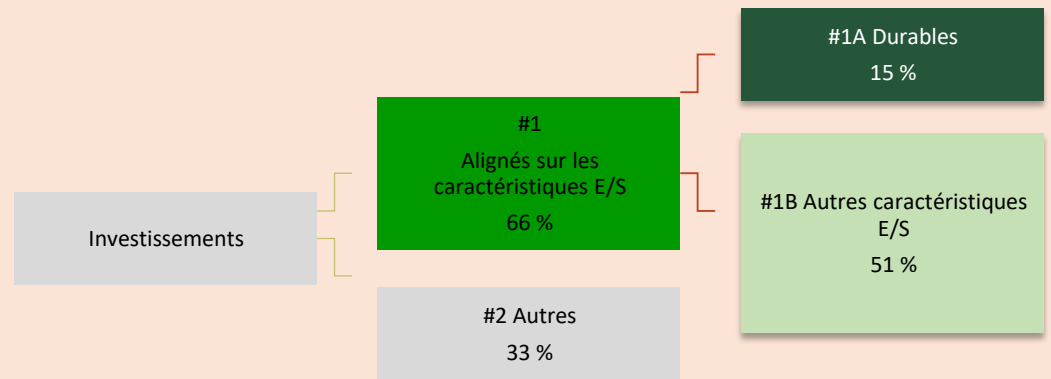 Investissements
#1
Alignés sur les
caractéristiques E/S
66 %
#2 Autres
33 %
#1A Durables
15 %
#1B Autres caractéristiques
E/S
51 %